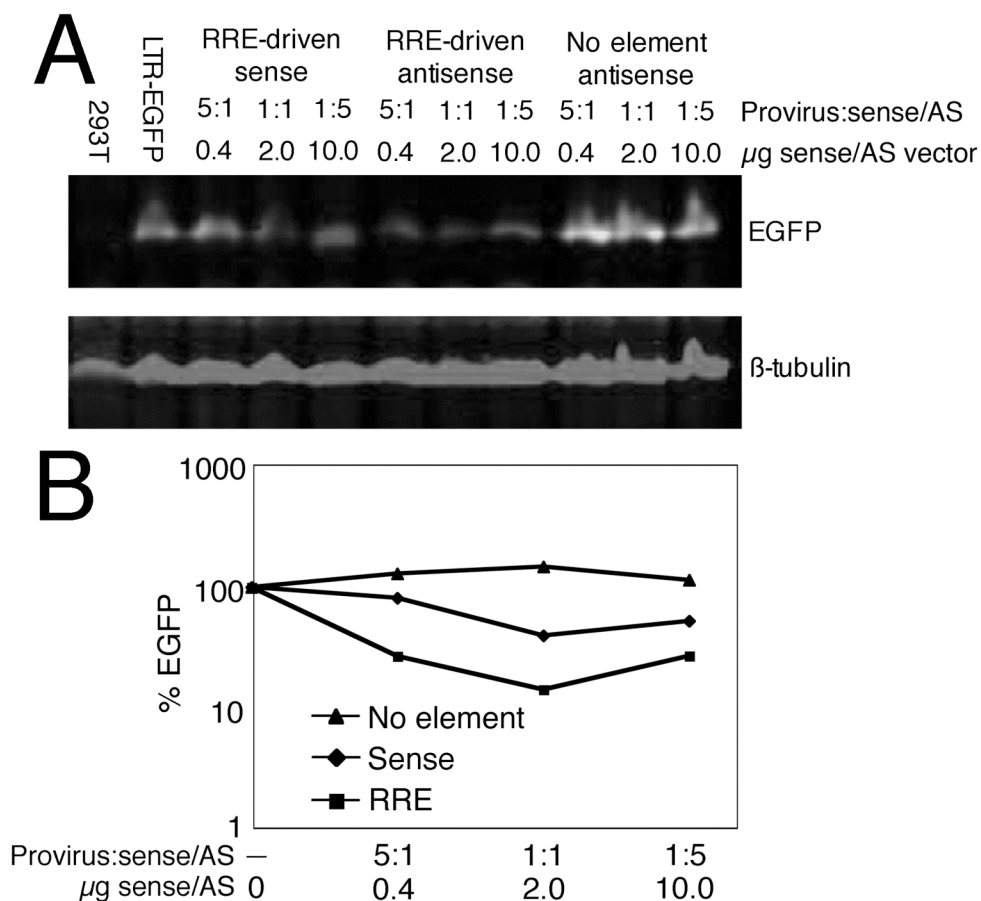 A
RRE-driven sense
RRE-driven antisense
No element antisense
293T
LTR-EGFP
5:1 1:1 1:5 5:1 1:1 1:5 5:1 1:1 1:5 Provirus:sense/AS
0.4 2.0 10.0 0.4 2.0 10.0 0.4 2.0 10.0 µg sense/AS vector
EGFP
ß-tubulin
B
1000
100
10
1
% EGFP
No element
Sense
RRE
Provirus:sense/AS – 5:1 1:1 1:5
µg sense/AS 0 0.4 2.0 10.0